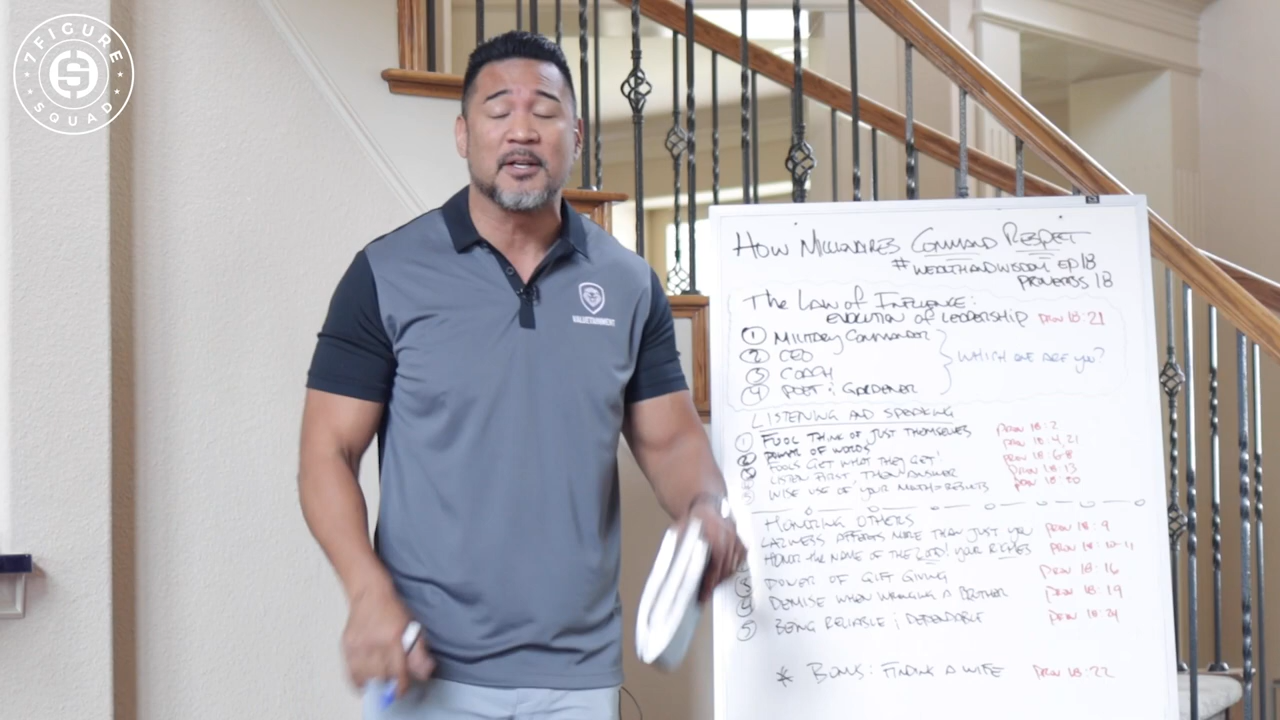 7FIGURE
SQUAD
VALUETAINMENT
HOW MILLIONAIRES COMMAND RESPET
#WEALTHANDWISDOM EP18
PROVERBS 18
THE LAW OF INFLUENCE:
EVOLUTION OF LEADERSHIP PROV 18:21
① MILITARY COMMANDER
② CEO
③ COACH
④ POET & GARDENER
WHICH ONE ARE YOU?
LISTENING AND SPEAKING
① FOOL THINK OF JUST THEMSELVES PROV 18:2
② POWER OF WORDS PROV 18:4, 21
FOOLS GET WHAT THEY GET! PROV 18:6-8
LISTEN FIRST, THEN ANSWER PROV 18:13
WISE USE OF YOUR MOUTH = RESULTS PROV 18:20
HONORING OTHERS
LAZINESS AFFECTS MORE THAN JUST YOU PROV 18:9
HONOR THE NAME OF THE LORD! YOUR RICHES PROV 18:10-11
③ POWER OF GIFT GIVING PROV 18:16
④ DEMISE WHEN WRONGING A BROTHER PROV 18:19
⑤ BEING RELIABLE & DEPENDABLE PROV 18:24
* BONUS: FINDING A WIFE PROV 18:22